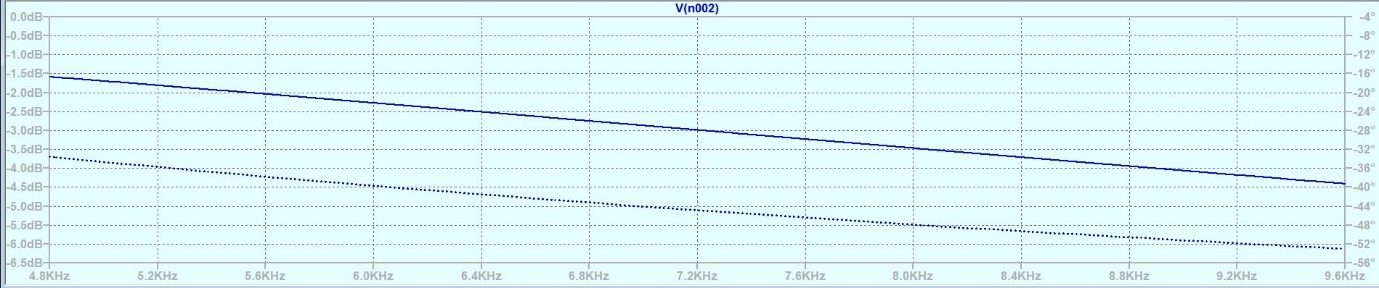 V(n002)
0.0dB -4°
-0.5dB -8°
-1.0dB -12°
-1.5dB -16°
-2.0dB -20°
-2.5dB -24°
-3.0dB -28°
-3.5dB -32°
-4.0dB -36°
-4.5dB -40°
-5.0dB -44°
-5.5dB -48°
-6.0dB -52°
-6.5dB -56°
4.8KHz 5.2KHz 5.6KHz 6.0KHz 6.4KHz 6.8KHz 7.2KHz 7.6KHz 8.0KHz 8.4KHz 8.8KHz 9.2KHz 9.6KHz